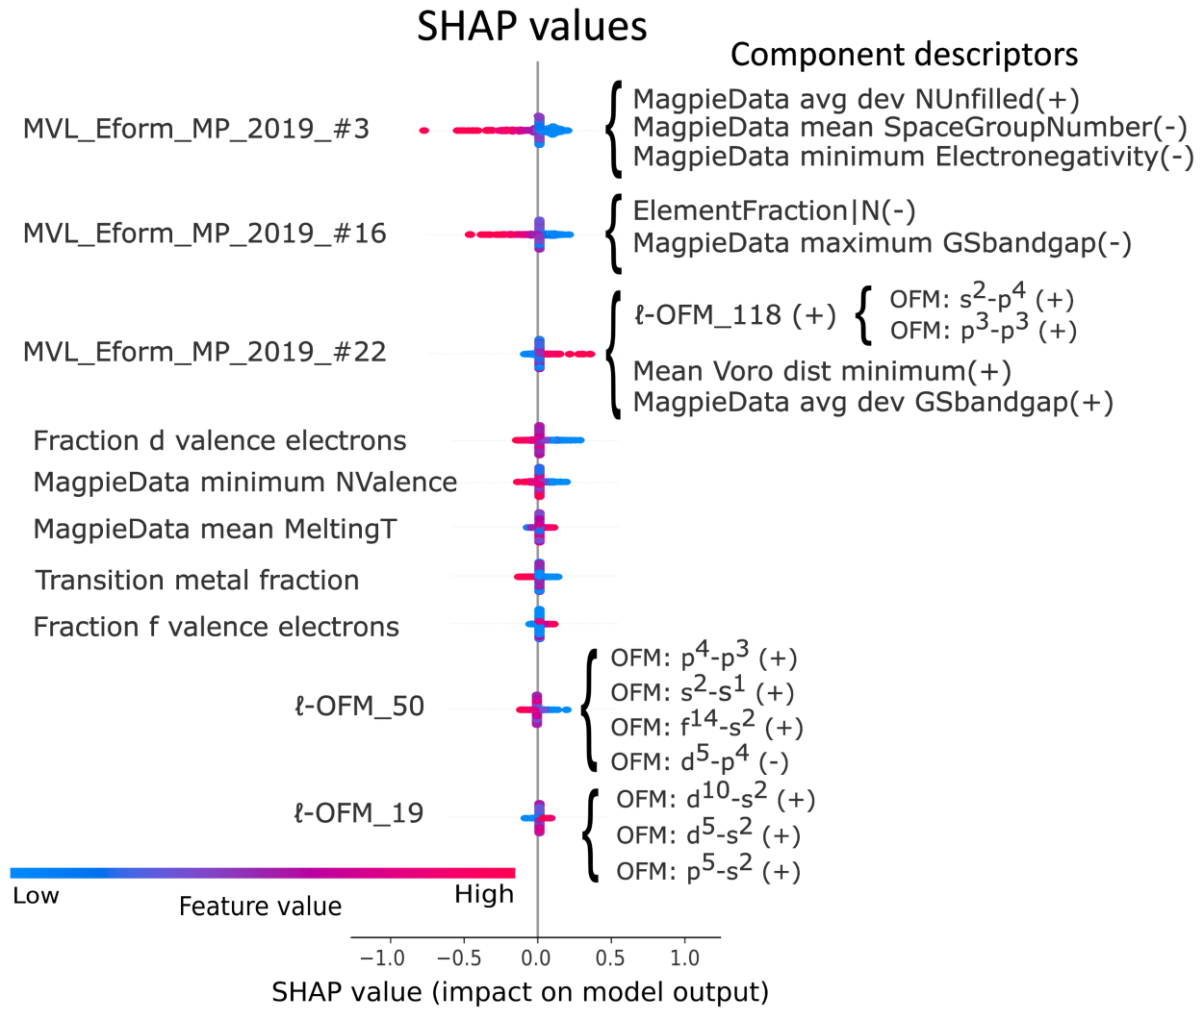 SHAP values
Component descriptors
MVL_Eform_MP_2019_#3
MagpieData avg dev NUnfilled(+)
MagpieData mean SpaceGroupNumber(-)
MagpieData minimum Electronegativity(-)
MVL_Eform_MP_2019_#16
ElementFraction|N(-)
MagpieData maximum GSbandgap(-)
MVL_Eform_MP_2019_#22
ℓ-OFM_118 (+)
OFM: s²-p⁴ (+)
OFM: p³-p³ (+)
Mean Voro dist minimum(+)
MagpieData avg dev GSbandgap(+)
Fraction d valence electrons
MagpieData minimum NValence
MagpieData mean MeltingT
Transition metal fraction
Fraction f valence electrons
ℓ-OFM_50
OFM: p⁴-p³ (+)
OFM: s²-s¹ (+)
OFM: f¹⁴-s² (+)
OFM: d⁵-p⁴ (-)
ℓ-OFM_19
OFM: d¹⁰-s² (+)
OFM: d⁵-s² (+)
OFM: p⁵-s² (+)
Low
High
Feature value
−1.0 −0.5 0.0 0.5 1.0
SHAP value (impact on model output)